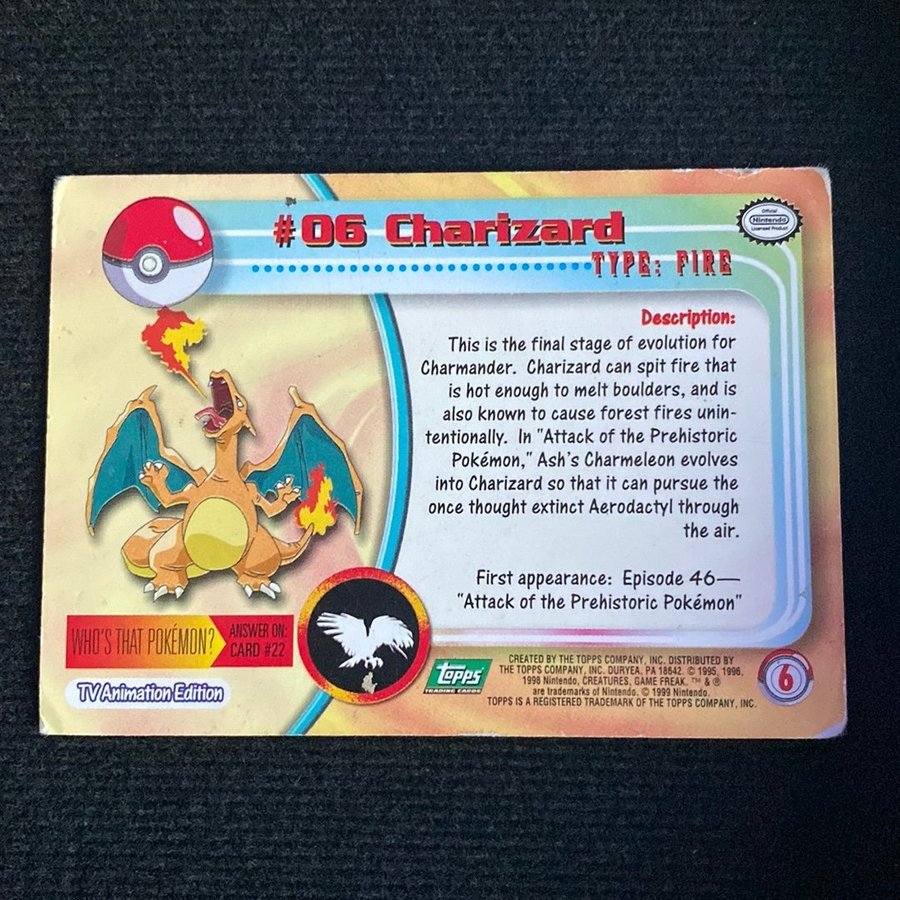 #06 Charizard
TYPE: FIRE
Official
Nintendo
Licensed Product
Description:
This is the final stage of evolution for
Charmander. Charizard can spit fire that
is hot enough to melt boulders, and is
also known to cause forest fires unin-
tentionally. In "Attack of the Prehistoric
Pokémon," Ash's Charmeleon evolves
into Charizard so that it can pursue the
once thought extinct Aerodactyl through
the air.
First appearance: Episode 46—
"Attack of the Prehistoric Pokémon"
WHO'S THAT POKÉMON?
ANSWER ON:
CARD #22
TV Animation Edition
Topps
TRADING CARDS
CREATED BY THE TOPPS COMPANY, INC. DISTRIBUTED BY
THE TOPPS COMPANY, INC. DURYEA, PA 18642. © 1995, 1996,
1998 Nintendo, CREATURES, GAME FREAK. ™ & ®
are trademarks of Nintendo. © 1999 Nintendo.
TOPPS IS A REGISTERED TRADEMARK OF THE TOPPS COMPANY, INC.
6